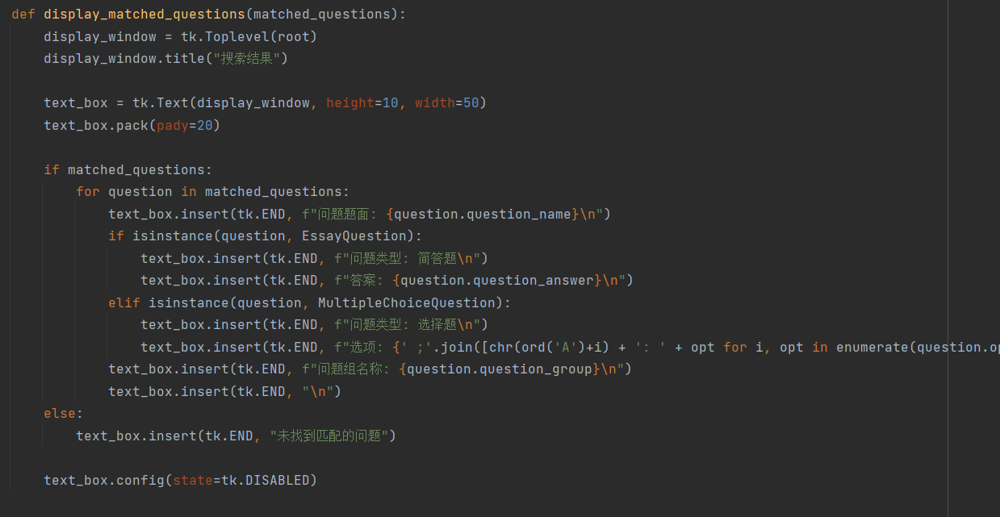 def display_matched_questions(matched_questions):
    display_window = tk.Toplevel(root)
    display_window.title("搜索结果")
    text_box = tk.Text(display_window, height=10, width=50)
    text_box.pack(pady=20)
    if matched_questions:
        for question in matched_questions:
            text_box.insert(tk.END, f"问题题面: {question.question_name}\n")
            if isinstance(question, EssayQuestion):
                text_box.insert(tk.END, f"问题类型: 简答题\n")
                text_box.insert(tk.END, f"答案: {question.question_answer}\n")
            elif isinstance(question, MultipleChoiceQuestion):
                text_box.insert(tk.END, f"问题类型: 选择题\n")
                text_box.insert(tk.END, f"选项: {' ;'.join([chr(ord('A')+i) + ': ' + opt for i, opt in enumerate(question.op
            text_box.insert(tk.END, f"问题组名称: {question.question_group}\n")
            text_box.insert(tk.END, "\n")
    else:
        text_box.insert(tk.END, "未找到匹配的问题")
    text_box.config(state=tk.DISABLED)